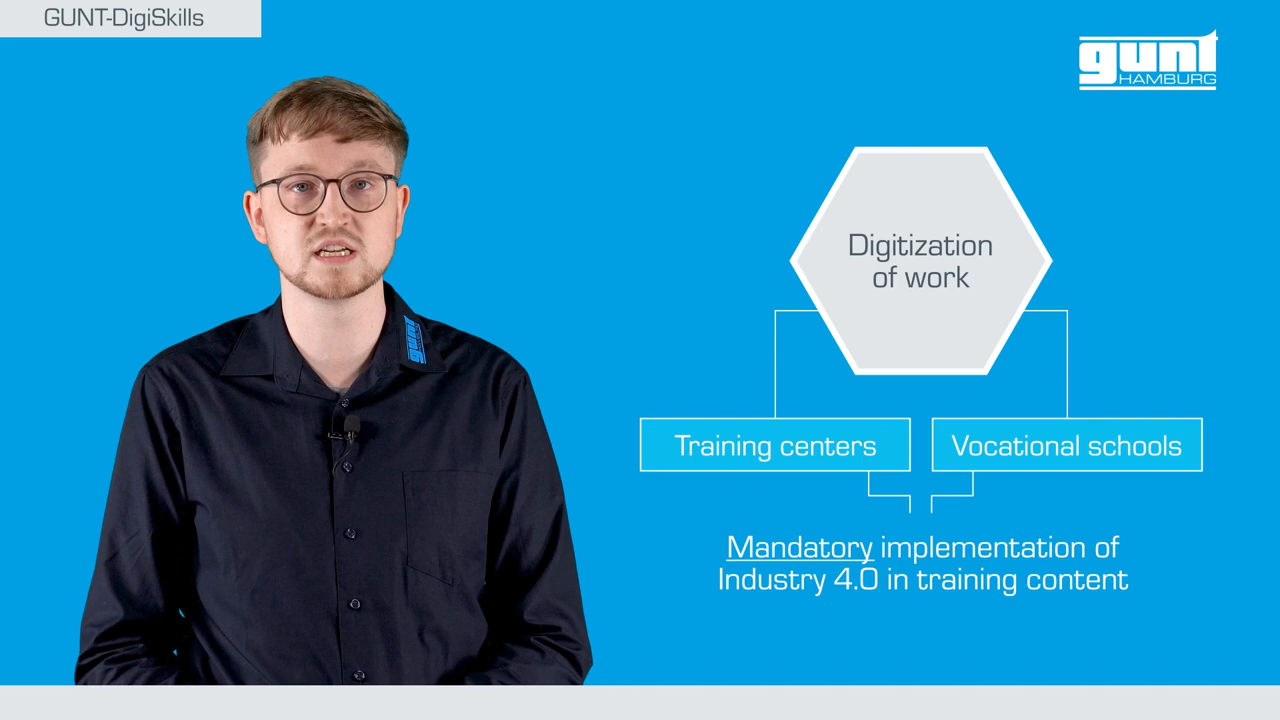 GUNT-DigiSkills
gunt
HAMBURG
Digitization
of work
gunt
Training centers
Vocational schools
Mandatory implementation of
Industry 4.0 in training content